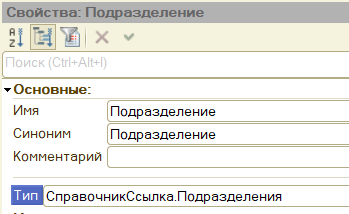 Свойства: Подразделение
Поиск (Ctrl+Alt+I)
Основные:
Имя Подразделение
Синоним Подразделение
Комментарий
Тип СправочникСсылка.Подразделения